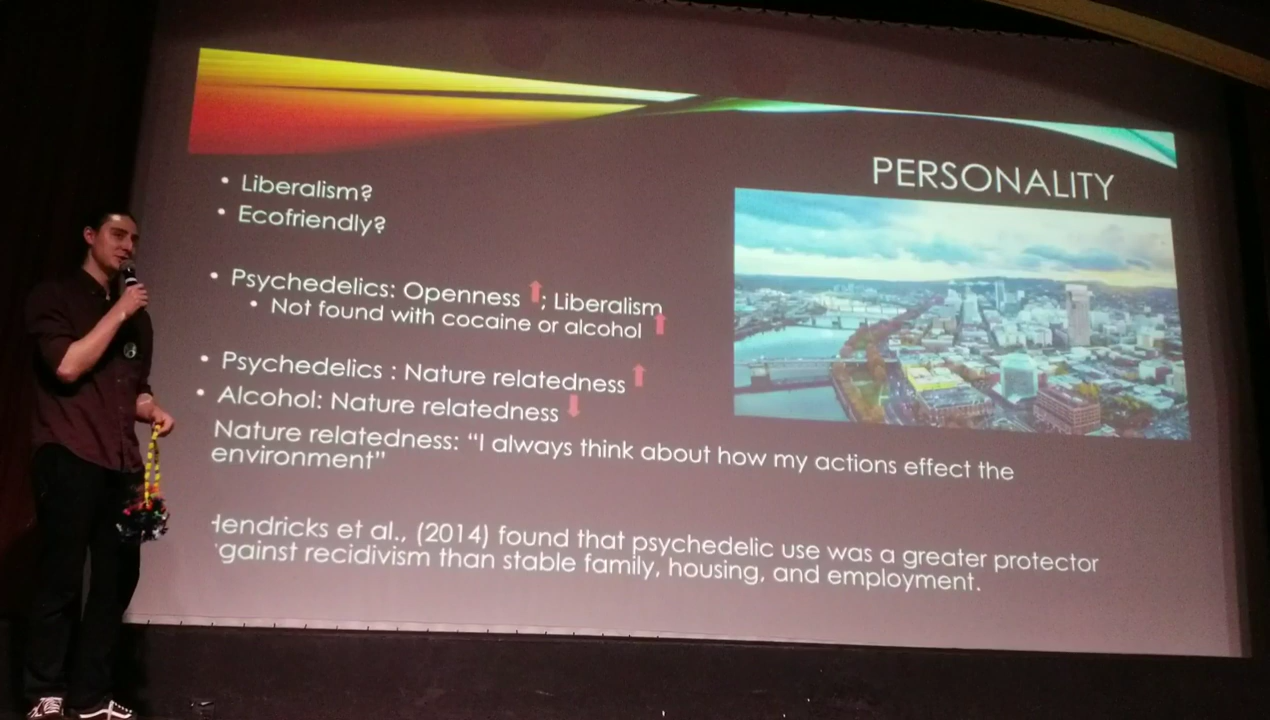 PERSONALITY
• Liberalism?
• Ecofriendly?
• Psychedelics: Openness ⬆; Liberalism ⬆
• Not found with cocaine or alcohol
• Psychedelics : Nature relatedness ⬆
• Alcohol: Nature relatedness ⬇
Nature relatedness: “I always think about how my actions effect the
environment”
Hendricks et al., (2014) found that psychedelic use was a greater protector
against recidivism than stable family, housing, and employment.